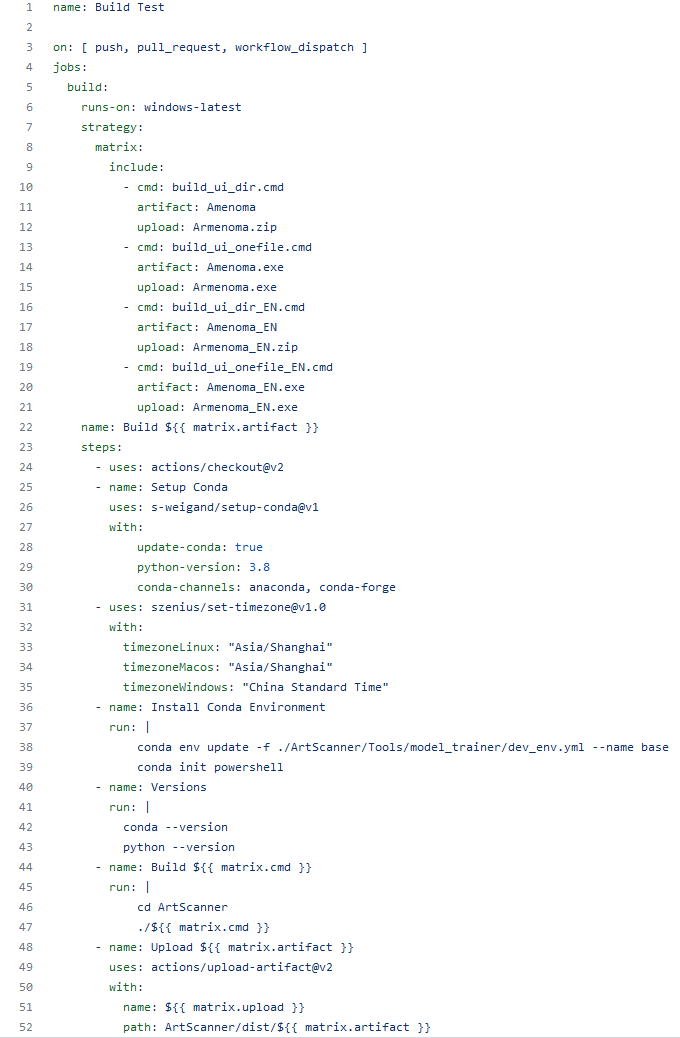 1 name: Build Test
2
3 on: [ push, pull_request, workflow_dispatch ]
4 jobs:
5   build:
6     runs-on: windows-latest
7     strategy:
8       matrix:
9         include:
10           - cmd: build_ui_dir.cmd
11             artifact: Amenoma
12             upload: Armenoma.zip
13           - cmd: build_ui_onefile.cmd
14             artifact: Amenoma.exe
15             upload: Armenoma.exe
16           - cmd: build_ui_dir_EN.cmd
17             artifact: Amenoma_EN
18             upload: Armenoma_EN.zip
19           - cmd: build_ui_onefile_EN.cmd
20             artifact: Amenoma_EN.exe
21             upload: Armenoma_EN.exe
22     name: Build ${{ matrix.artifact }}
23     steps:
24       - uses: actions/checkout@v2
25       - name: Setup Conda
26         uses: s-weigand/setup-conda@v1
27         with:
28             update-conda: true
29             python-version: 3.8
30             conda-channels: anaconda, conda-forge
31       - uses: szenius/set-timezone@v1.0
32         with:
33           timezoneLinux: "Asia/Shanghai"
34           timezoneMacos: "Asia/Shanghai"
35           timezoneWindows: "China Standard Time"
36       - name: Install Conda Environment
37         run: |
38             conda env update -f ./ArtScanner/Tools/model_trainer/dev_env.yml --name base
39             conda init powershell
40       - name: Versions
41         run: |
42           conda --version
43           python --version
44       - name: Build ${{ matrix.cmd }}
45         run: |
46             cd ArtScanner
47             ./${{ matrix.cmd }}
48       - name: Upload ${{ matrix.artifact }}
49         uses: actions/upload-artifact@v2
50         with:
51           name: ${{ matrix.upload }}
52           path: ArtScanner/dist/${{ matrix.artifact }}